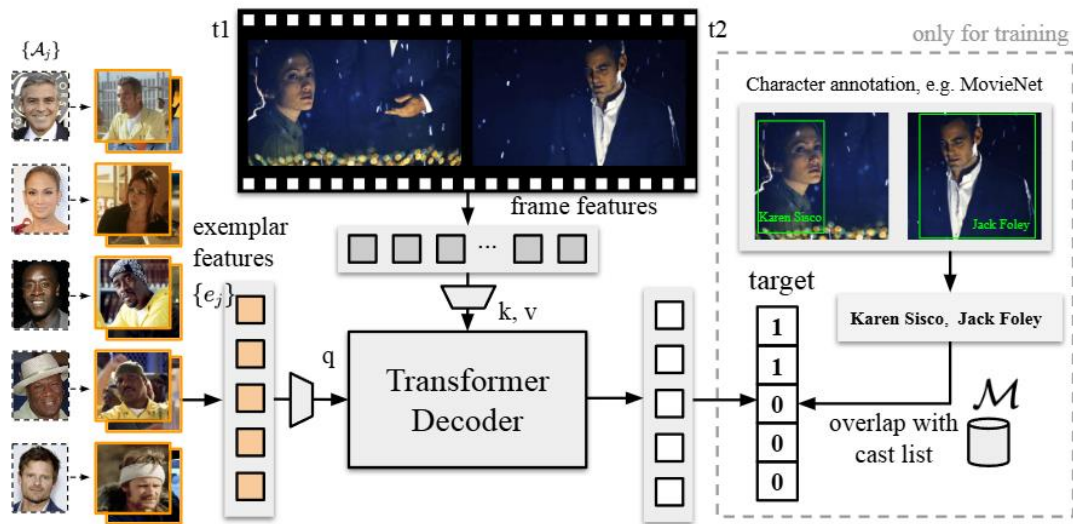 t1
t2
only for training
{𝒜ⱼ}
Character annotation, e.g. MovieNet
Karen Sisco
Jack Foley
frame features
...
exemplar
features
{eⱼ}
k, v
q
Transformer
Decoder
target
1
1
0
0
0
Karen Sisco, Jack Foley
overlap with
cast list
ℳ